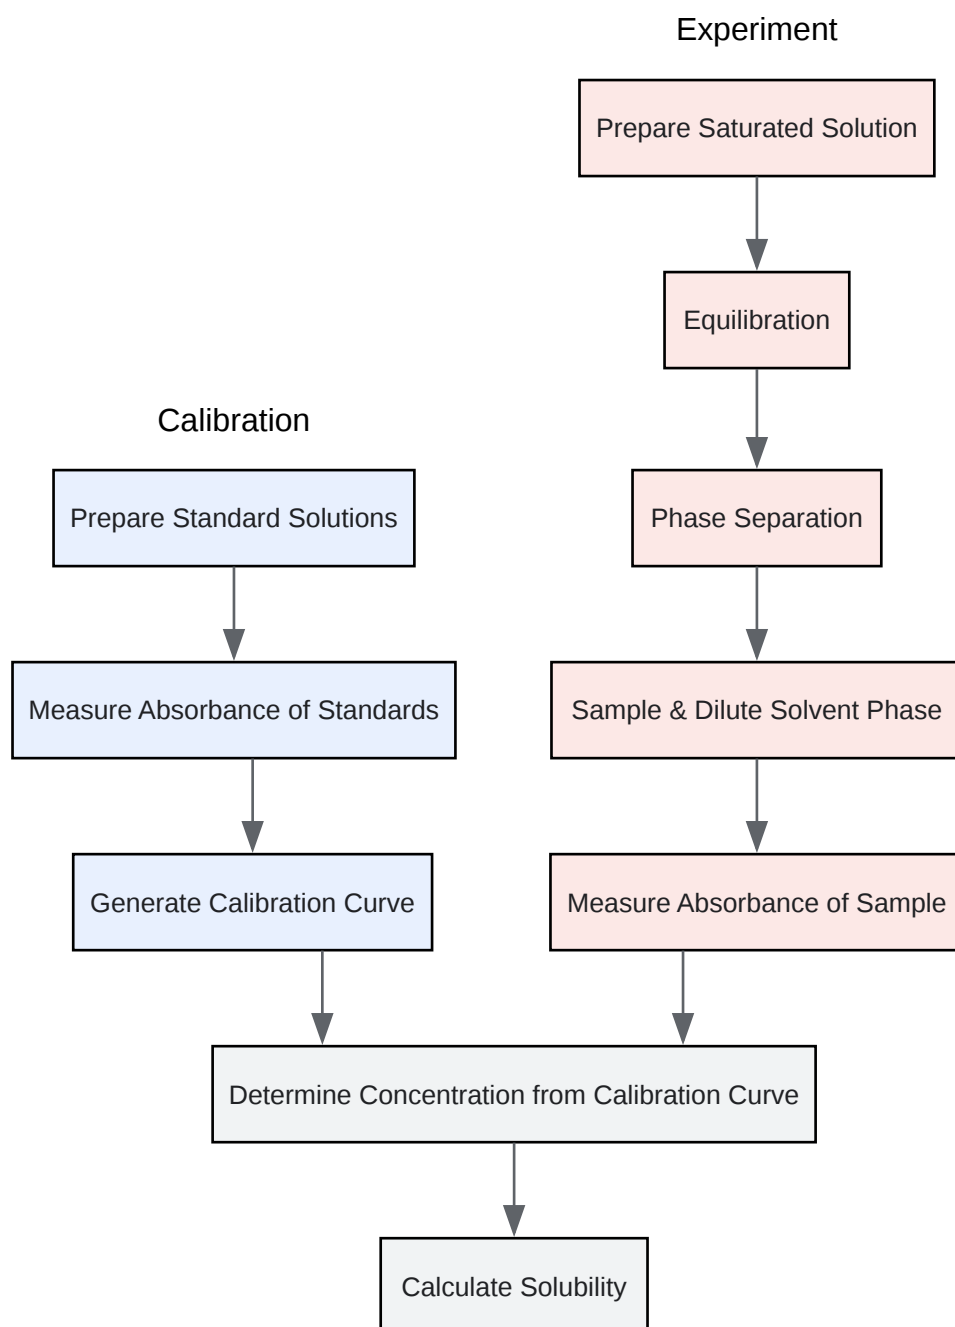 Experiment
Prepare Saturated Solution
Equilibration
Calibration
Prepare Standard Solutions
Phase Separation
Measure Absorbance of Standards
Sample & Dilute Solvent Phase
Generate Calibration Curve
Measure Absorbance of Sample
Determine Concentration from Calibration Curve
Calculate Solubility